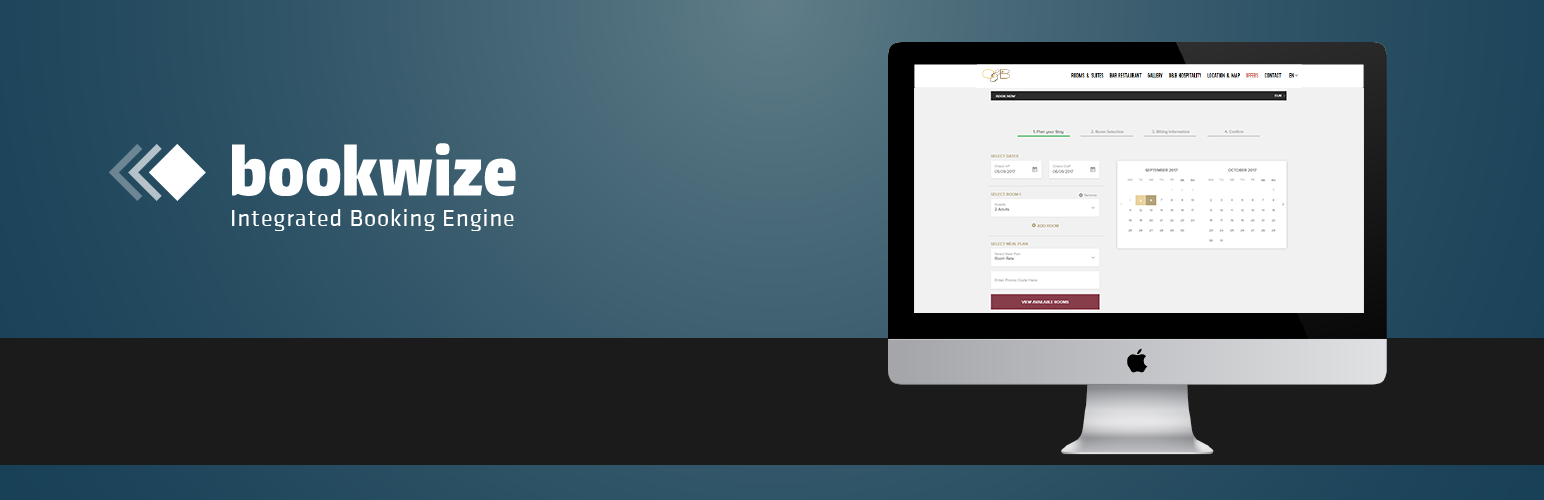 bookwize
Integrated Booking Engine
ROOMS & SUITES BAR RESTAURANT GALLERY B&B HOSPITALITY LOCATION & MAP OFFERS CONTACT EN
BOOK NOW
1. Plan your Stay 2. Room Selection 3. Billing Information 4. Confirm
SELECT DATES
Check In* Check Out*
05/09/2017 06/09/2017
SELECT ROOM 1 Remove
2 Adults
ADD ROOM
SELECT MEAL PLAN
Select Meal Plan
Room Rate
Enter Promo Code Here
VIEW AVAILABLE ROOMS
SEPTEMBER 2017 OCTOBER 2017